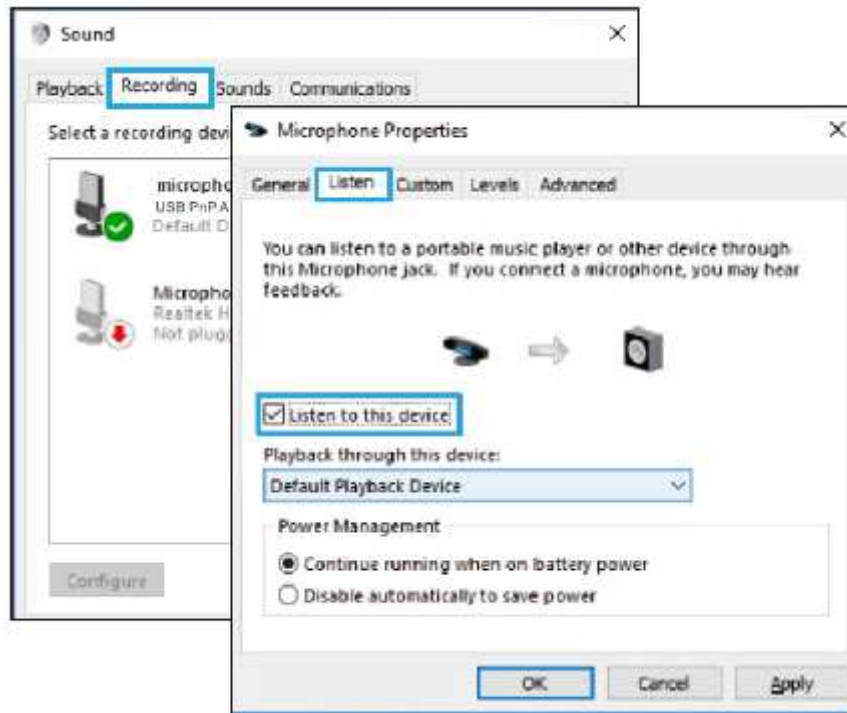 Sound
Playback Recording Sounds Communications
Select a recording devi
micropho
USB PnP A
Default D
Micropho
Realtek H
Not plugg
Configure
Microphone Properties
General Listen Custom Levels Advanced
You can listen to a portable music player or other device through
this Microphone jack. If you connect a microphone, you may hear
feedback.
Listen to this device
Playback through this device:
Default Playback Device
Power Management
Continue running when on battery power
Disable automatically to save power
OK Cancel Apply